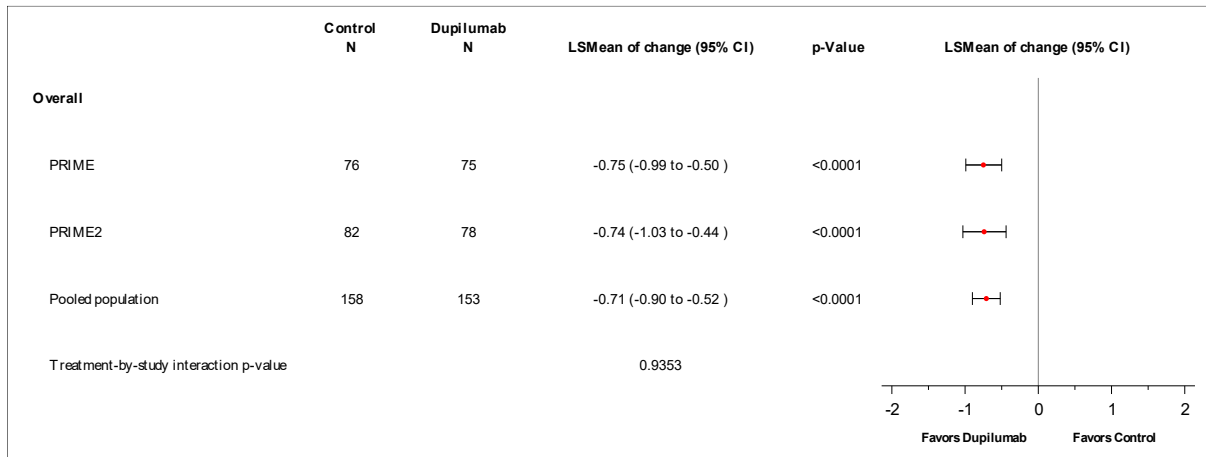 Control Dupilumab
N N LSMean of change (95% CI) p-Value LSMean of change (95% CI)
Overall
PRIME 76 75 -0.75 (-0.99 to -0.50 ) <0.0001
PRIME2 82 78 -0.74 (-1.03 to -0.44 ) <0.0001
Pooled population 158 153 -0.71 (-0.90 to -0.52 ) <0.0001
Treatment-by-study interaction p-value 0.9353
-2 -1 0 1 2
Favors Dupilumab Favors Control